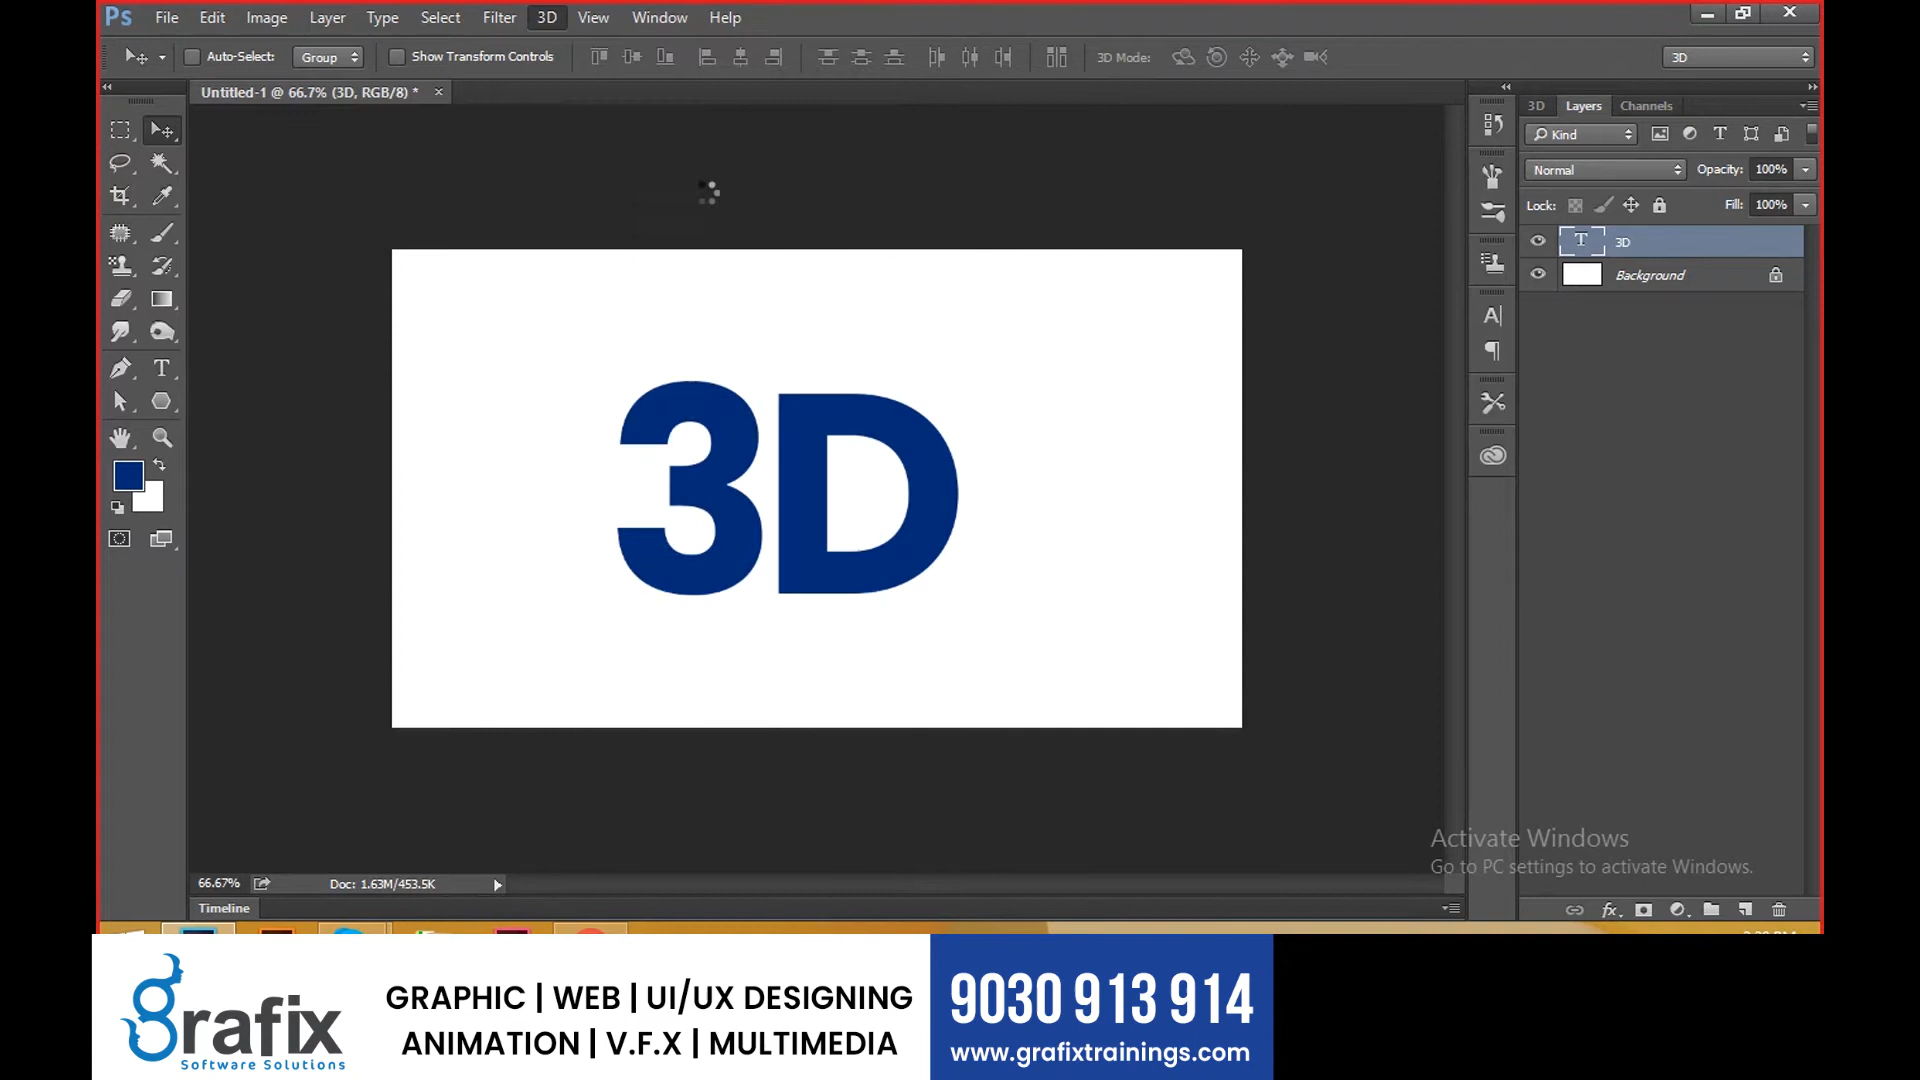 Ps File Edit Image Layer Type Select Filter 3D View Window Help
Auto-Select: Group Show Transform Controls 3D Mode: 3D
Untitled-1 @ 66.7% (3D, RGB/8) * ×
3D Layers Channels
Kind
Normal Opacity: 100%
Lock: Fill: 100%
T 3D
Background
3D
Activate Windows
Go to PC settings to activate Windows.
66.67% Doc: 1.63M/453.5K
Timeline
grafix
Software Solutions
GRAPHIC | WEB | UI/UX DESIGNING
ANIMATION | V.F.X | MULTIMEDIA
9030 913 914
www.grafixtrainings.com